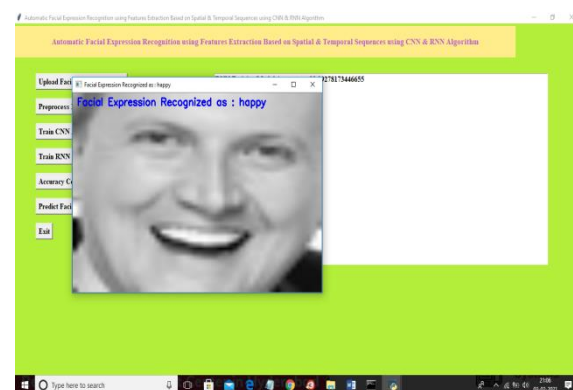 Automatic Facial Expression Recognition using Features Extraction Based on Spatial & Temporal Sequences using CNN & RNN Algorithm
Automatic Facial Expression Recognition using Features Extraction Based on Spatial & Temporal Sequences using CNN & RNN Algorithm
Upload Faci
Facial Expression Recognized as : happy
278173446655
Facial Expression Recognized as : happy
Preprocess
Train CNN
Train RNN
Accuracy C
Predict Faci
Exit
Type here to search
21:06